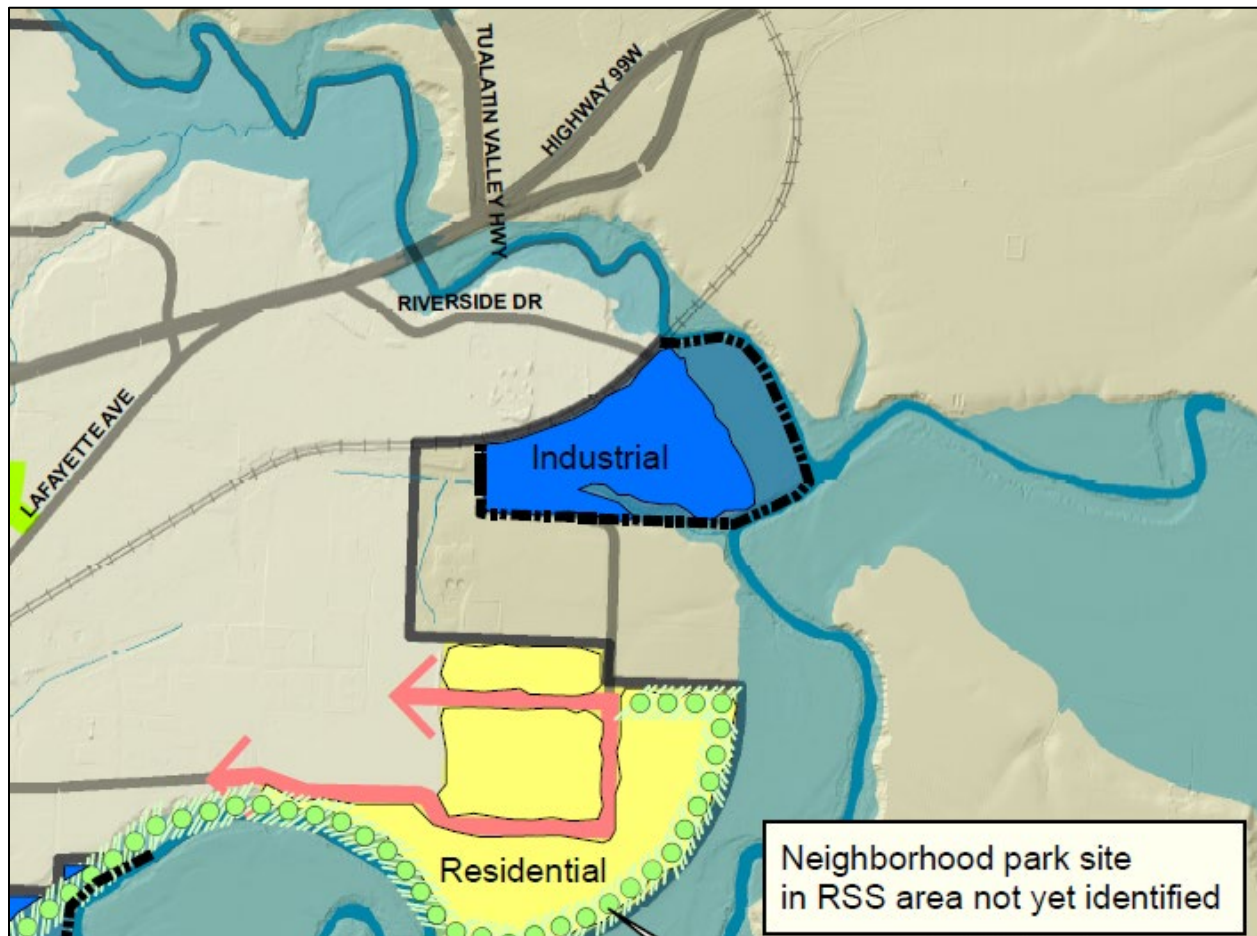 TUALATIN VALLEY HWY
HIGHWAY 99W
RIVERSIDE DR
LAFAYETTE AVE
Industrial
Residential
Neighborhood park site
in RSS area not yet identified